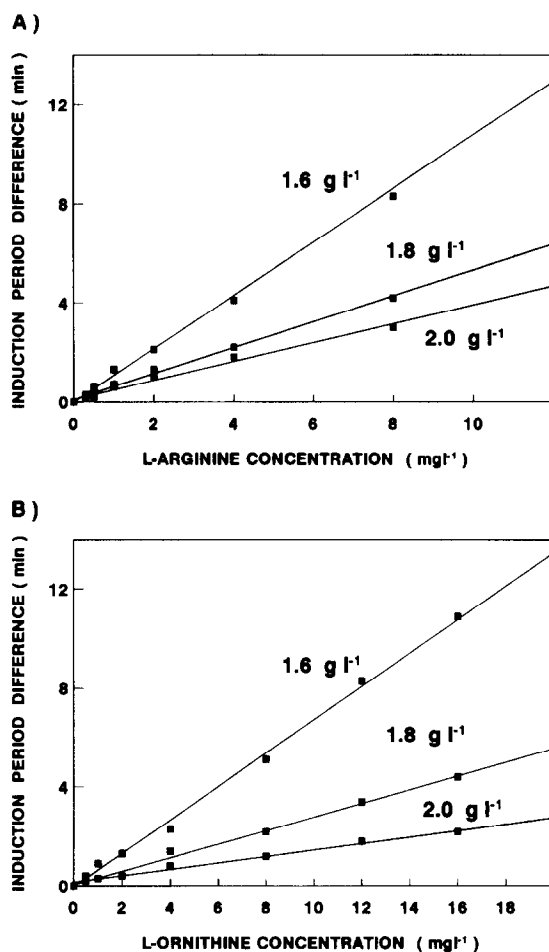 A)
INDUCTION PERIOD DIFFERENCE ( min )
12
8
4
0
1.6 g l⁻¹
1.8 g l⁻¹
2.0 g l⁻¹
0 2 4 6 8 10
L-ARGININE CONCENTRATION ( mgl⁻¹ )
B)
INDUCTION PERIOD DIFFERENCE ( min )
12
8
4
0
1.6 g l⁻¹
1.8 g l⁻¹
2.0 g l⁻¹
0 2 4 6 8 10 12 14 16 18
L-ORNITHINE CONCENTRATION ( mgl⁻¹ )